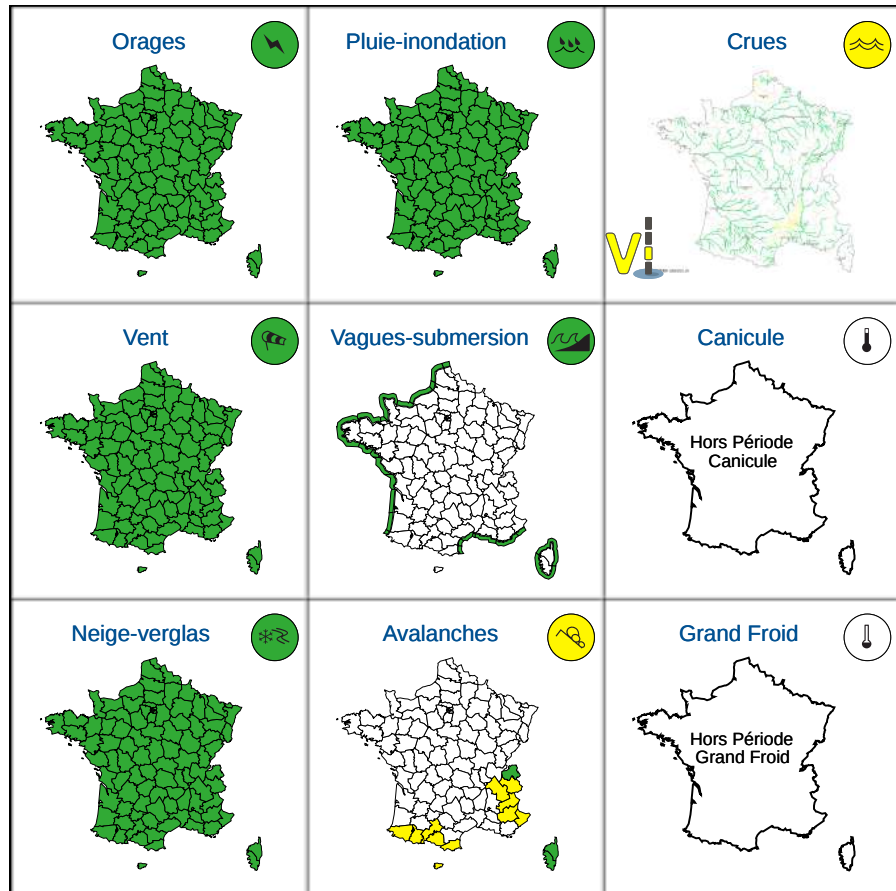 Orages
Pluie-inondation
Crues
Vi
Vent
Vagues-submersion
Canicule
Hors Période
Canicule
Neige-verglas
Avalanches
Grand Froid
Hors Période
Grand Froid